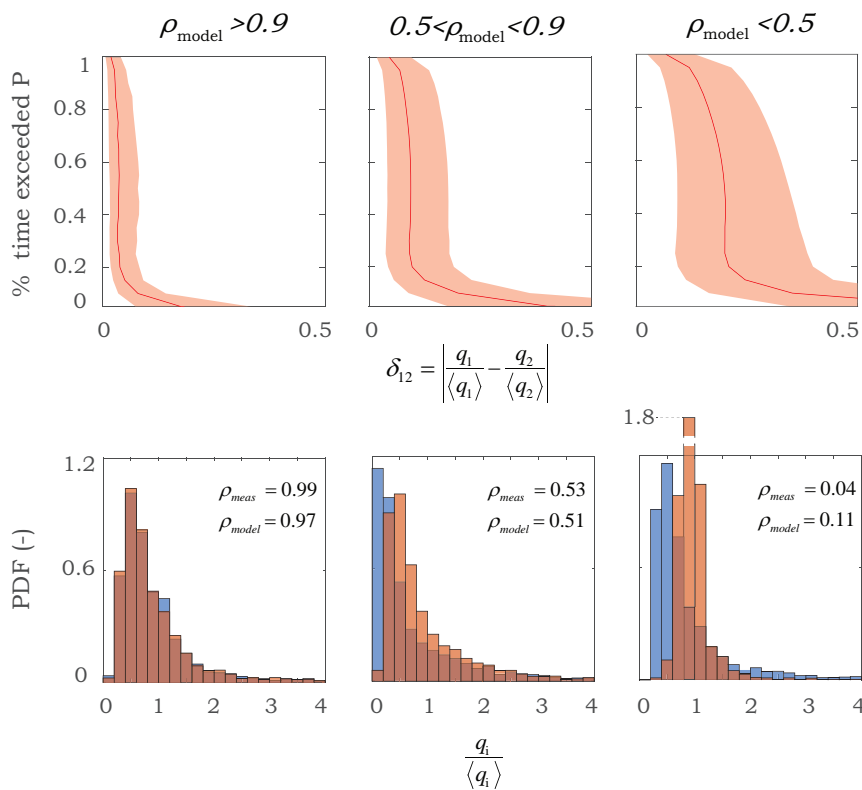 ρmodel >0.9
0.5<ρmodel<0.9
ρmodel <0.5
% time exceeded P
1
0.8
0.6
0.4
0.2
0
0 0.5
0 0.5
0 0.5
δ12 = |q1/⟨q1⟩ − q2/⟨q2⟩|
PDF (-)
1.2
0.6
0
1.8
ρmeas = 0.99
ρmodel = 0.97
ρmeas = 0.53
ρmodel = 0.51
ρmeas = 0.04
ρmodel = 0.11
0 1 2 3 4
0 1 2 3 4
0 1 2 3 4
qi/⟨qi⟩